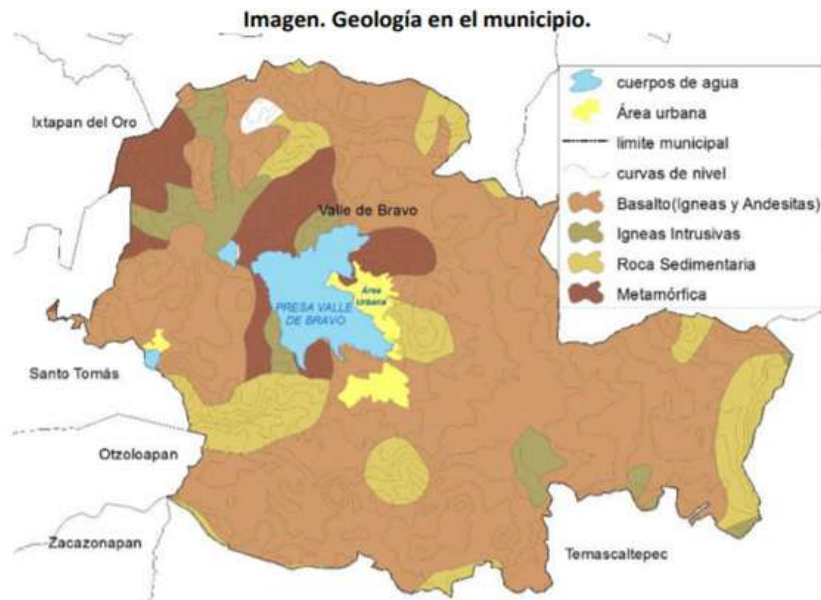 Imagen. Geología en el municipio.
Ixtapan del Oro
Valle de Bravo
Área
urbana
PRESA VALLE
DE BRAVO
Santo Tomás
Otzoloapan
Zacazonapan
Temascaltepec
cuerpos de agua
Área urbana
limite municipal
curvas de nivel
Basalto(Igneas y Andesitas)
Igneas Intrusivas
Roca Sedimentaria
Metamórfica